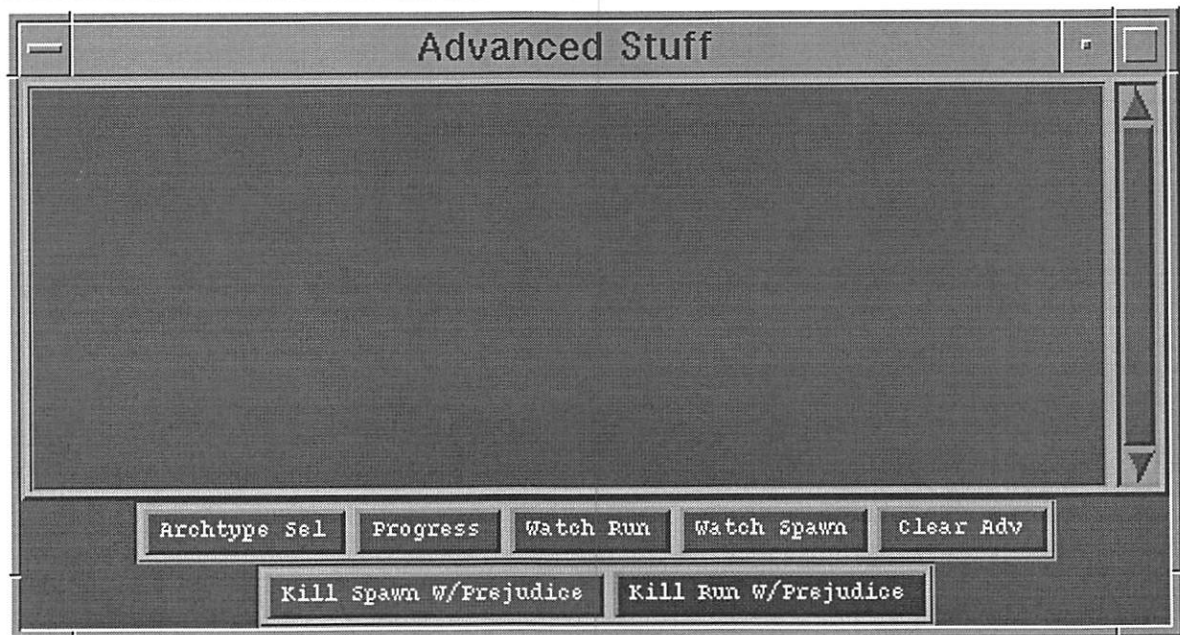 Advanced Stuff
Archtype Sel Progress Watch Run Watch Spawn Clear Adv
Kill Spawn W/Prejudice Kill Run W/Prejudice